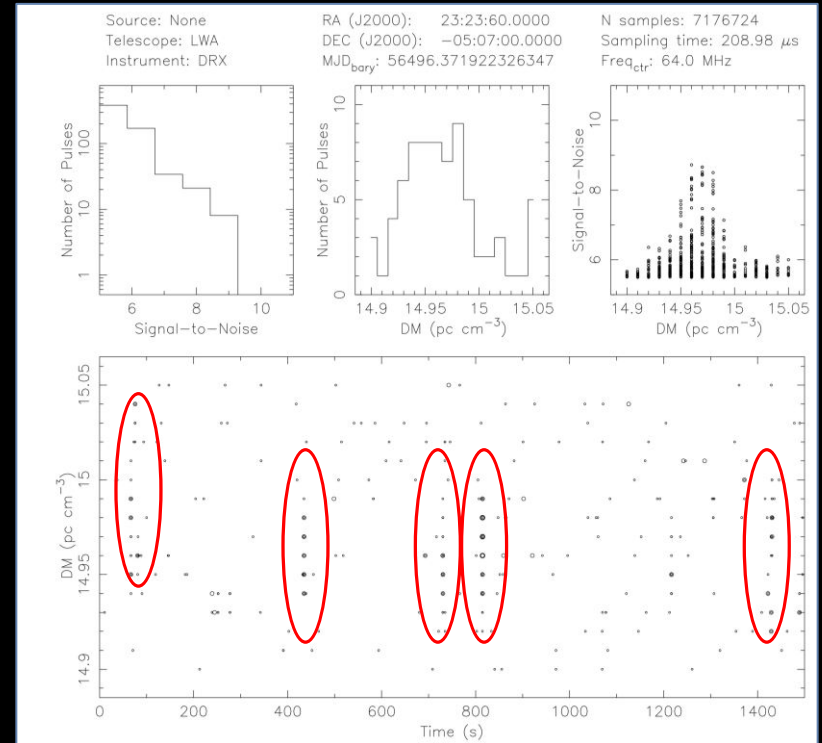 Source: None
Telescope: LWA
Instrument: DRX
RA (J2000): 23:23:60.0000
DEC (J2000): −05:07:00.0000
MJD_bary: 56496.371922326347
N samples: 7176724
Sampling time: 208.98 μs
Freq_ctr: 64.0 MHz
Number of Pulses
100
10
1
6 8 10
Signal−to−Noise
Number of Pulses
10
5
0
14.9 14.95 15 15.05
DM (pc cm⁻³)
Signal−to−Noise
10
8
6
14.9 14.95 15 15.05
DM (pc cm⁻³)
DM (pc cm⁻³)
15.05
15
14.95
14.9
0 200 400 600 800 1000 1200 1400
Time (s)